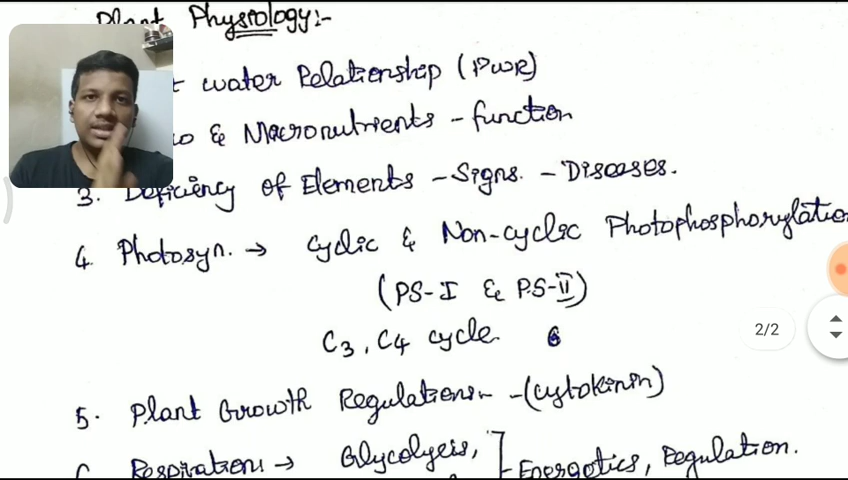 Plant Physiology:-
water Relationship (PWR)
& Macronutrients - function
3. Deficiency of Elements - Signs. - Diseases.
4. Photosyn. → Cyclic & Non-cyclic Photophosphorylatio
(PS-I & PS-II)
C3, C4 cycle
2/2
5. Plant Growth Regulations - (Cytokinin)
Respiration → Glycolysis,
Energetics, Regulation.